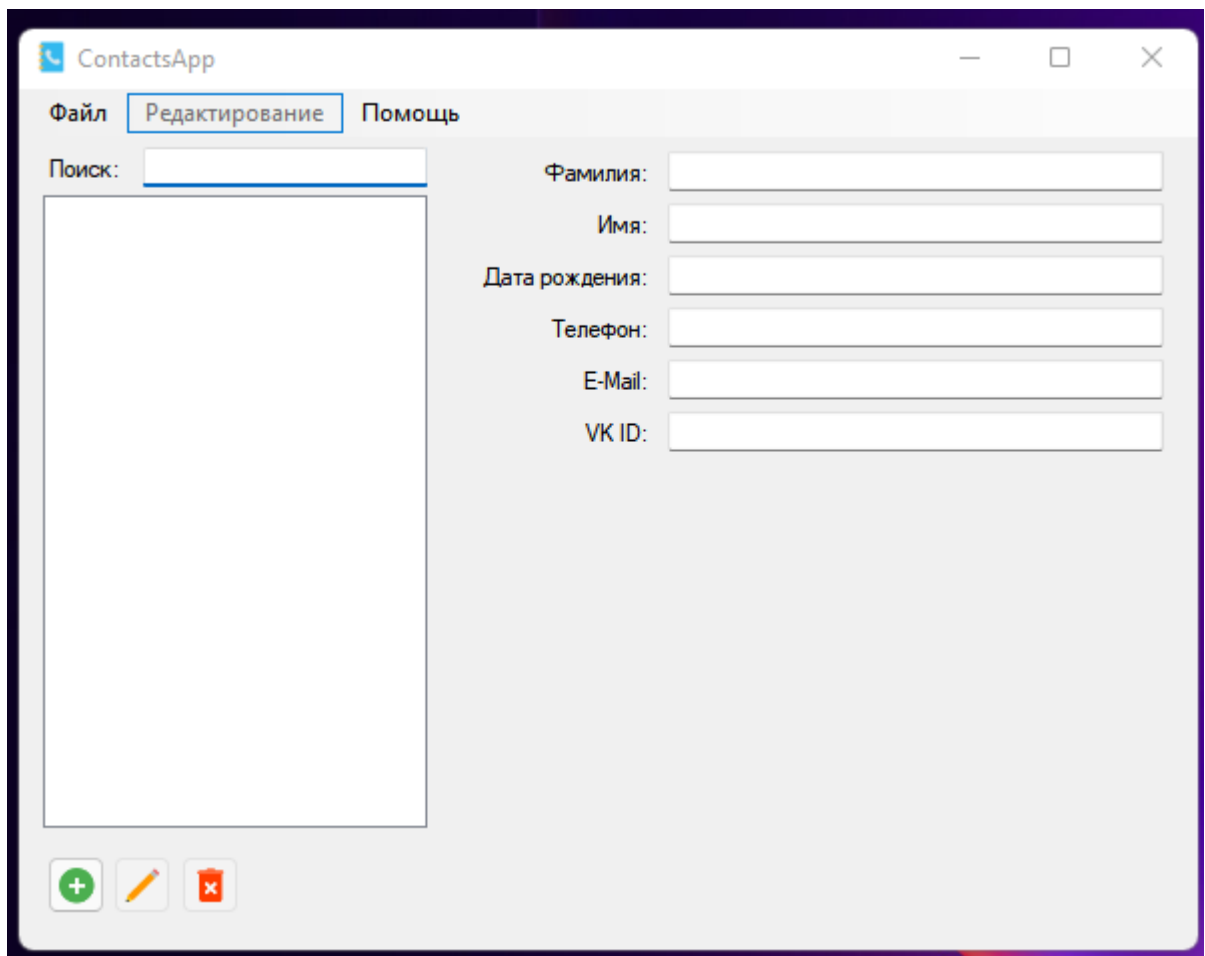 ContactsApp
Файл Редактирование Помощь
Поиск:
Фамилия:
Имя:
Дата рождения:
Телефон:
E-Mail:
VK ID: